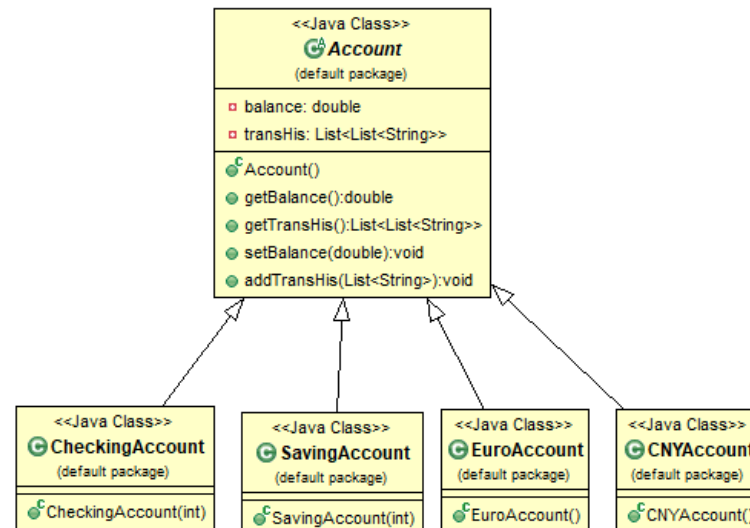 <<Java Class>>
Account
(default package)
balance: double
transHis: List<List<String>>
Account()
getBalance():double
getTransHis():List<List<String>>
setBalance(double):void
addTransHis(List<String>):void
<<Java Class>>
CheckingAccount
(default package)
CheckingAccount(int)
<<Java Class>>
SavingAccount
(default package)
SavingAccount(int)
<<Java Class>>
EuroAccount
(default package)
EuroAccount()
<<Java Class>>
CNYAccount
(default package)
CNYAccount()